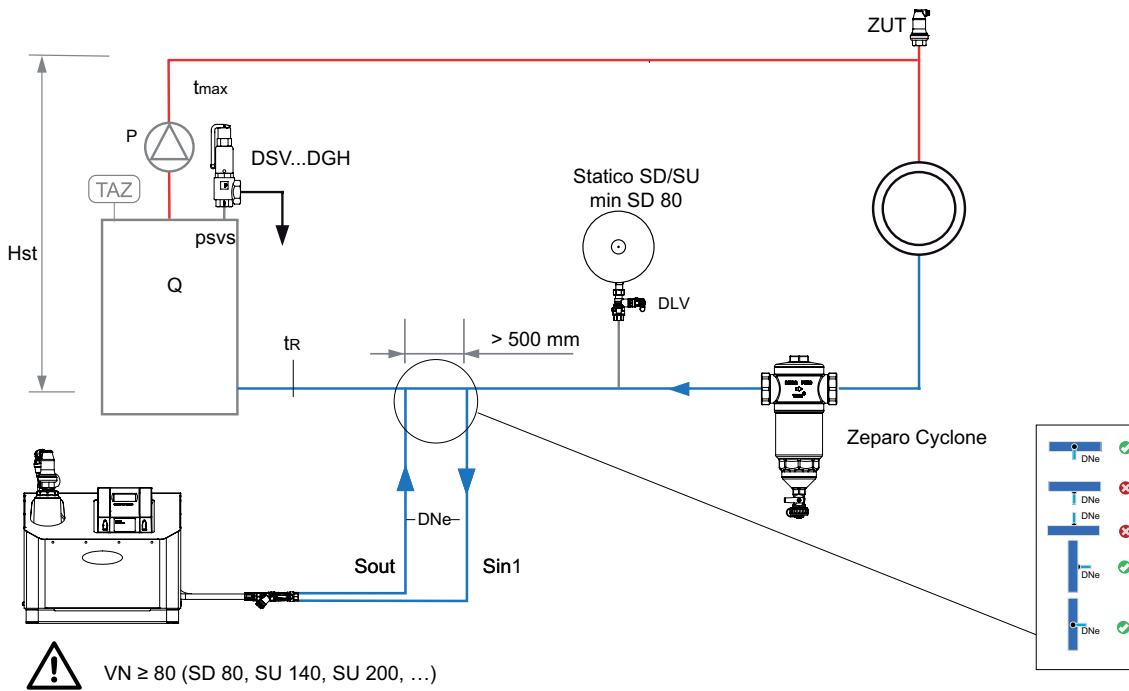 ZUT
tmax
P
DSV...DGH
TAZ
psvs
Statico SD/SU
min SD 80
Hst
Q
DLV
> 500 mm
tR
Zeparo Cyclone
DNe
DNe
DNe
DNe
DNe
DNe
Sout
Sin1
VN ≥ 80 (SD 80, SU 140, SU 200, …)